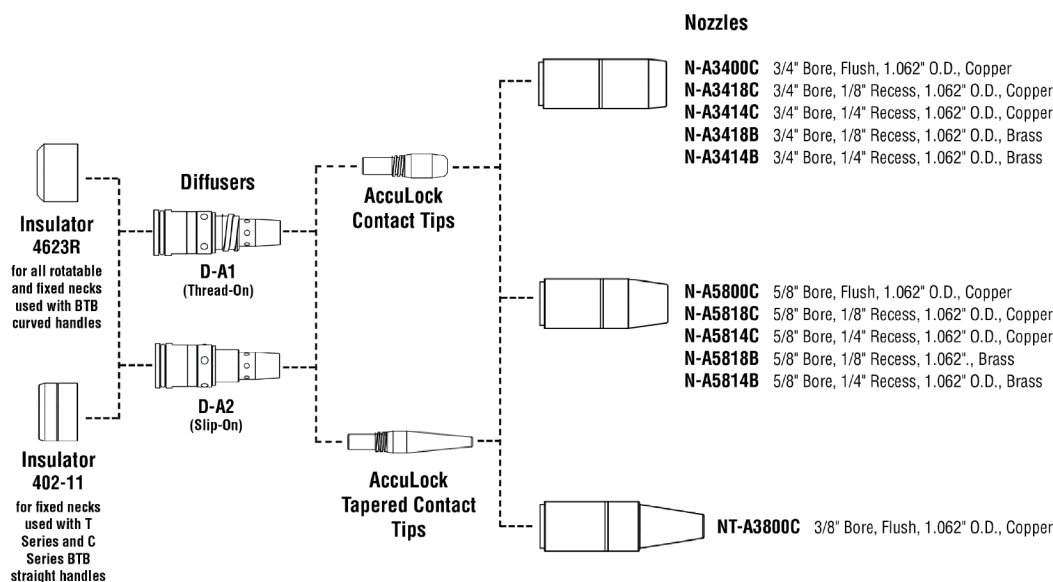 Nozzles
N-A3400C 3/4" Bore, Flush, 1.062" O.D., Copper
N-A3418C 3/4" Bore, 1/8" Recess, 1.062" O.D., Copper
N-A3414C 3/4" Bore, 1/4" Recess, 1.062" O.D., Copper
N-A3418B 3/4" Bore, 1/8" Recess, 1.062" O.D., Brass
N-A3414B 3/4" Bore, 1/4" Recess, 1.062" O.D., Brass
Insulator
4623R
for all rotatable
and fixed necks
used with BTB
curved handles
Diffusers
D-A1
(Thread-On)
AccuLock
Contact Tips
N-A5800C 5/8" Bore, Flush, 1.062" O.D., Copper
N-A5818C 5/8" Bore, 1/8" Recess, 1.062" O.D., Copper
N-A5814C 5/8" Bore, 1/4" Recess, 1.062" O.D., Copper
N-A5818B 5/8" Bore, 1/8" Recess, 1.062"., Brass
N-A5814B 5/8" Bore, 1/4" Recess, 1.062" O.D., Brass
D-A2
(Slip-On)
Insulator
402-11
for fixed necks
used with T
Series and C
Series BTB
straight handles
AccuLock
Tapered Contact
Tips
NT-A3800C 3/8" Bore, Flush, 1.062" O.D., Copper